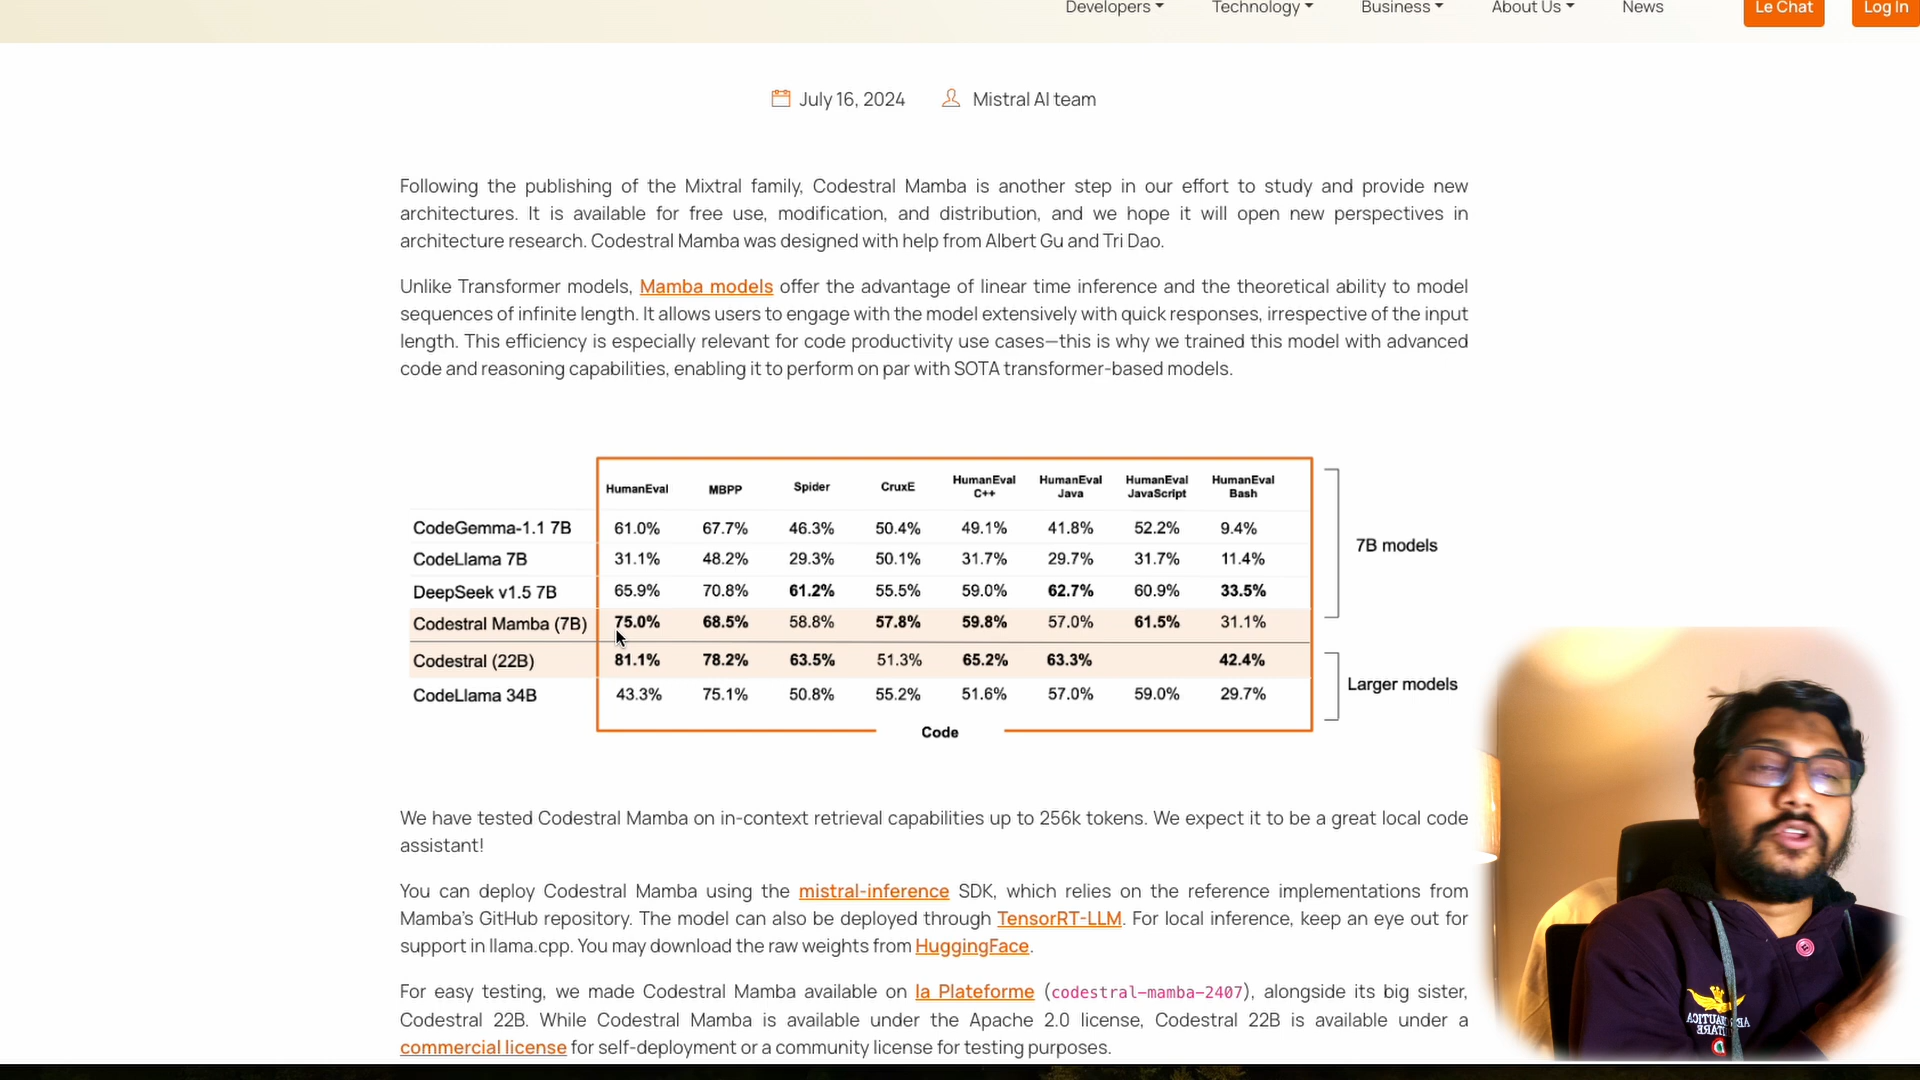 Developers Technology Business About Us News Le Chat Log In
July 16, 2024 Mistral AI team
Following the publishing of the Mixtral family, Codestral Mamba is another step in our effort to study and provide new
architectures. It is available for free use, modification, and distribution, and we hope it will open new perspectives in
architecture research. Codestral Mamba was designed with help from Albert Gu and Tri Dao.
Unlike Transformer models, Mamba models offer the advantage of linear time inference and the theoretical ability to model
sequences of infinite length. It allows users to engage with the model extensively with quick responses, irrespective of the input
length. This efficiency is especially relevant for code productivity use cases—this is why we trained this model with advanced
code and reasoning capabilities, enabling it to perform on par with SOTA transformer-based models.
HumanEval MBPP Spider CruxE HumanEval C++ HumanEval Java HumanEval JavaScript HumanEval Bash
CodeGemma-1.1 7B 61.0% 67.7% 46.3% 50.4% 49.1% 41.8% 52.2% 9.4%
CodeLlama 7B 31.1% 48.2% 29.3% 50.1% 31.7% 29.7% 31.7% 11.4%
DeepSeek v1.5 7B 65.9% 70.8% 61.2% 55.5% 59.0% 62.7% 60.9% 33.5%
Codestral Mamba (7B) 75.0% 68.5% 58.8% 57.8% 59.8% 57.0% 61.5% 31.1%
7B models
Codestral (22B) 81.1% 78.2% 63.5% 51.3% 65.2% 63.3% 42.4%
CodeLlama 34B 43.3% 75.1% 50.8% 55.2% 51.6% 57.0% 59.0% 29.7%
Larger models
Code
We have tested Codestral Mamba on in-context retrieval capabilities up to 256k tokens. We expect it to be a great local code
assistant!
You can deploy Codestral Mamba using the mistral-inference SDK, which relies on the reference implementations from
Mamba's GitHub repository. The model can also be deployed through TensorRT-LLM. For local inference, keep an eye out for
support in llama.cpp. You may download the raw weights from HuggingFace.
For easy testing, we made Codestral Mamba available on la Plateforme (codestral-mamba-2407), alongside its big sister,
Codestral 22B. While Codestral Mamba is available under the Apache 2.0 license, Codestral 22B is available under a
commercial license for self-deployment or a community license for testing purposes.